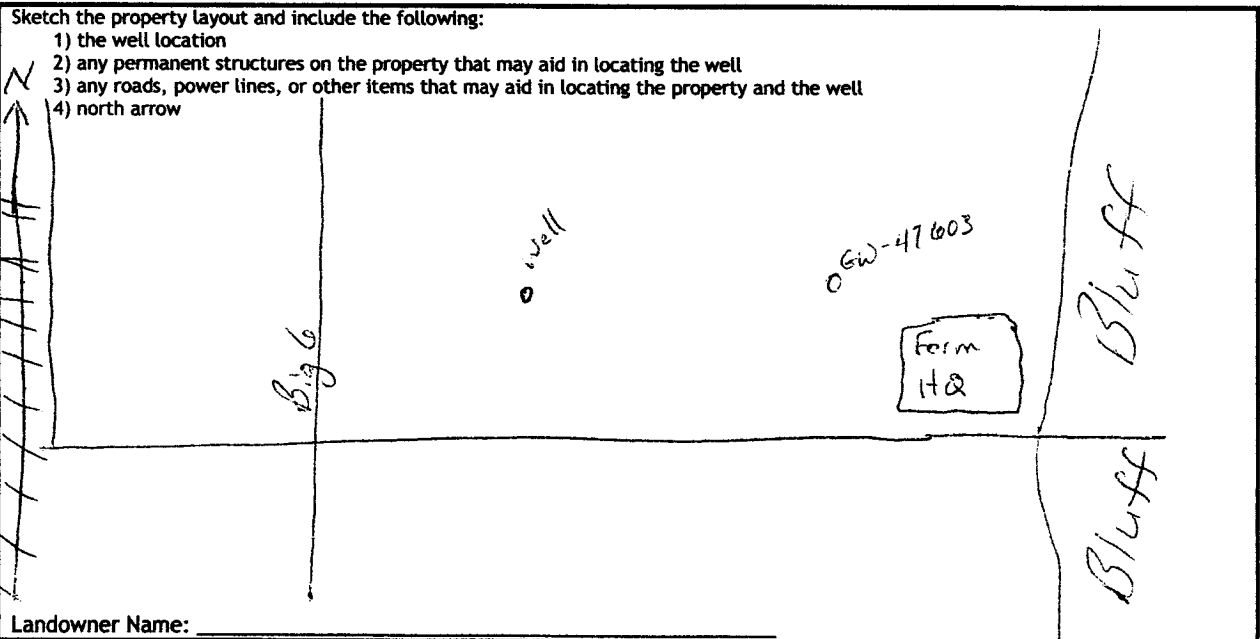 Sketch the property layout and include the following:
1) the well location
2) any permanent structures on the property that may aid in locating the well
3) any roads, power lines, or other items that may aid in locating the property and the well
4) north arrow
N
well
GW-47603
Big 6
Farm
HQ
Bluff
Bluff
Landowner Name: